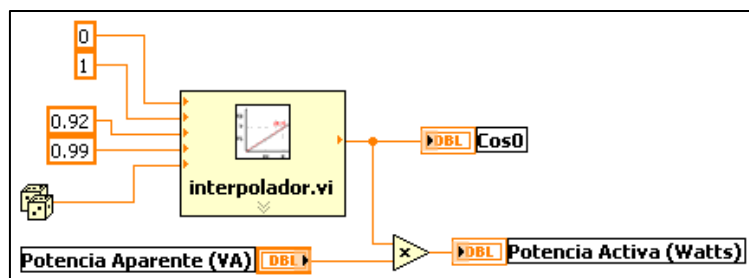 0
1
0.92
0.99
interpolador.vi
DBL Cos0
Potencia Aparente (VA) DBL
DBL Potencia Activa (Watts)